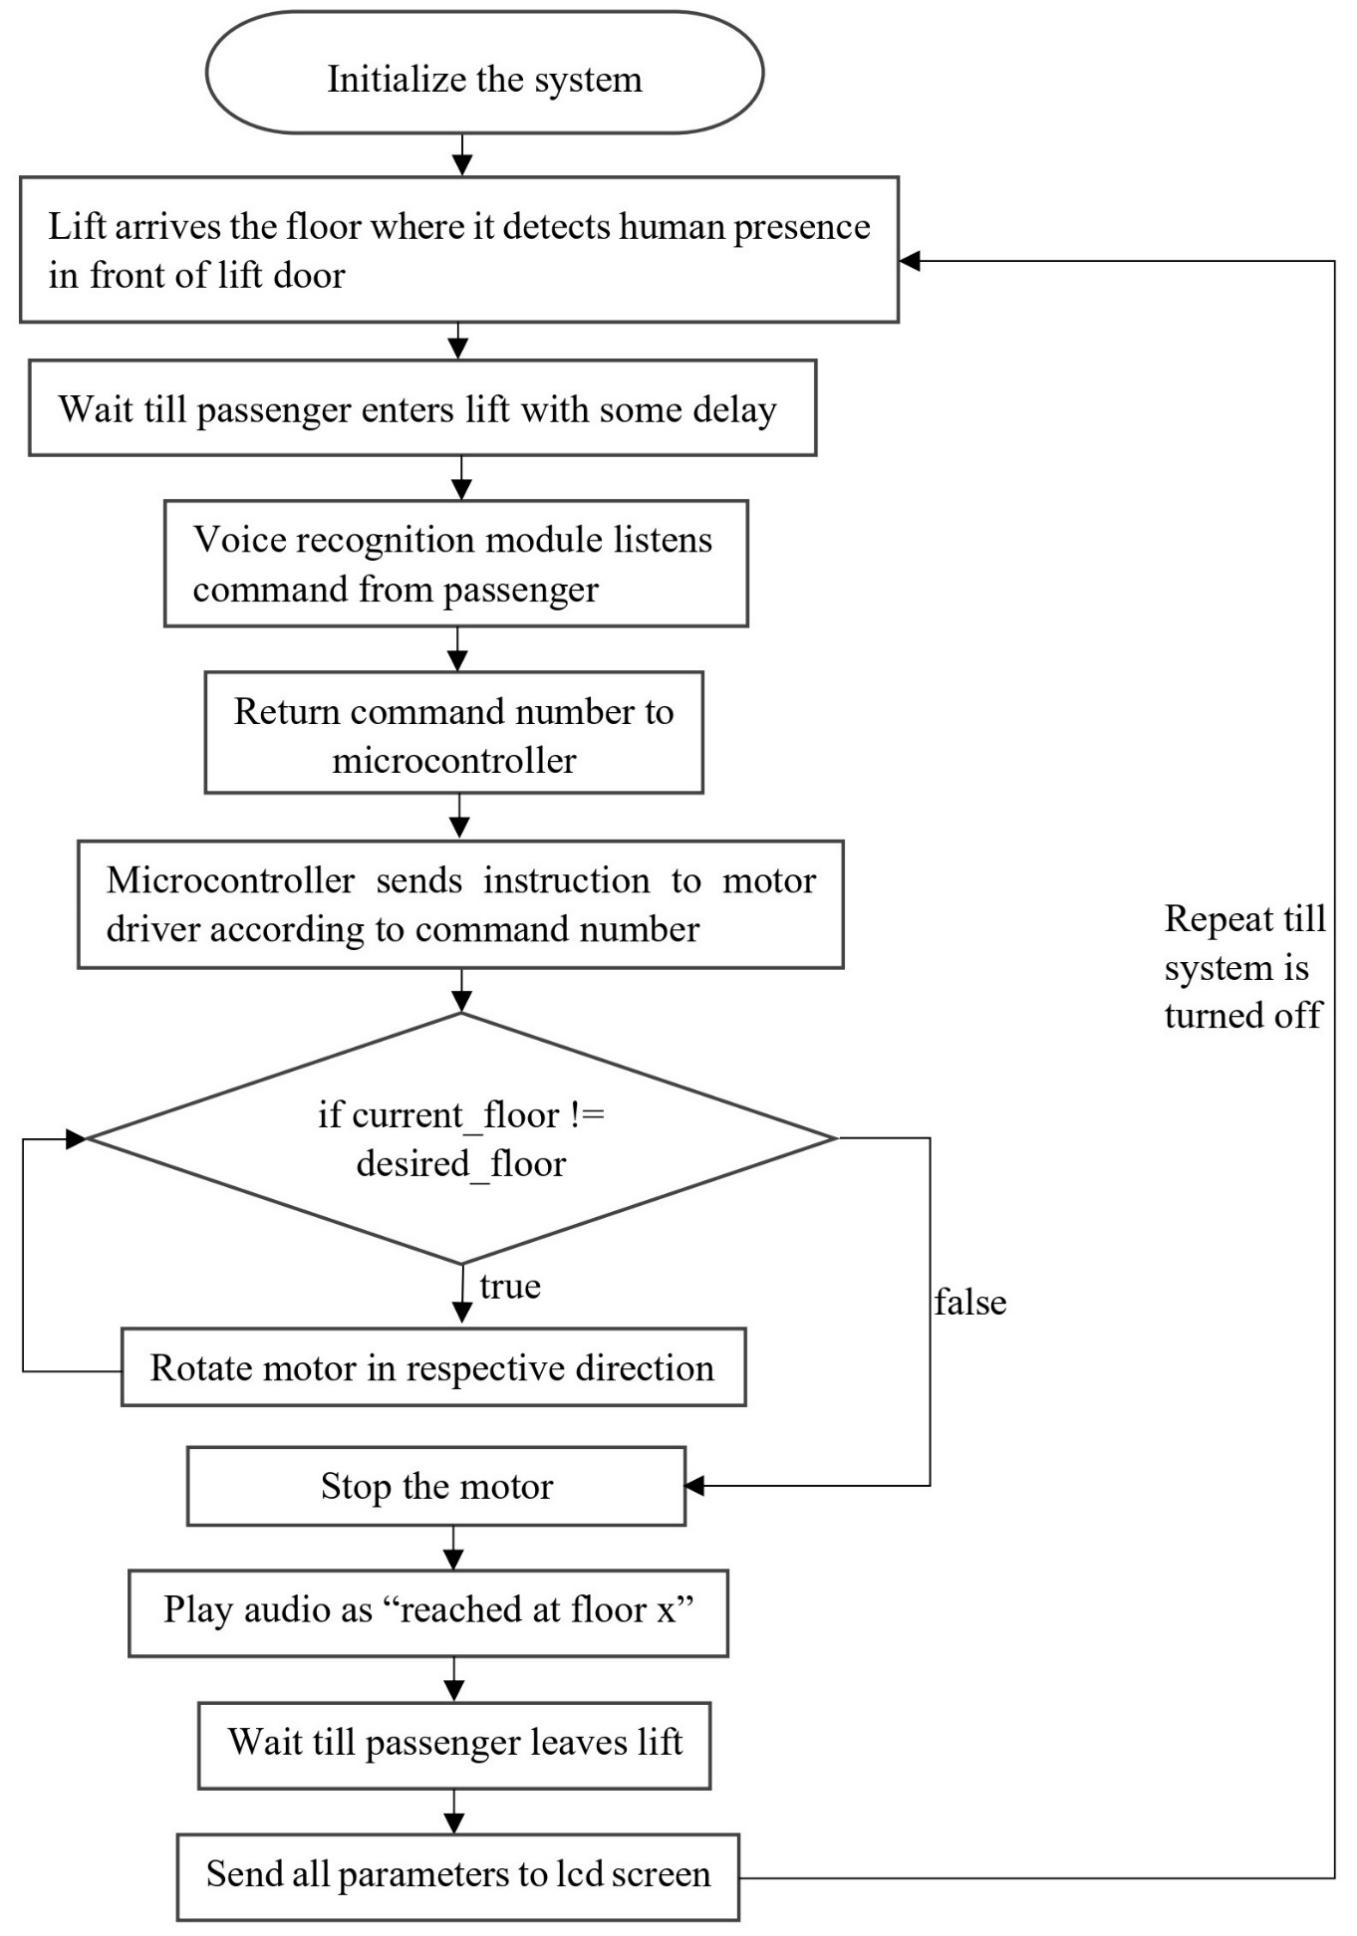 Initialize the system
Lift arrives the floor where it detects human presence
in front of lift door
Wait till passenger enters lift with some delay
Voice recognition module listens
command from passenger
Return command number to
microcontroller
Microcontroller sends instruction to motor
driver according to command number
Repeat till
system is
turned off
if current_floor !=
desired_floor
true
false
Rotate motor in respective direction
Stop the motor
Play audio as “reached at floor x”
Wait till passenger leaves lift
Send all parameters to lcd screen